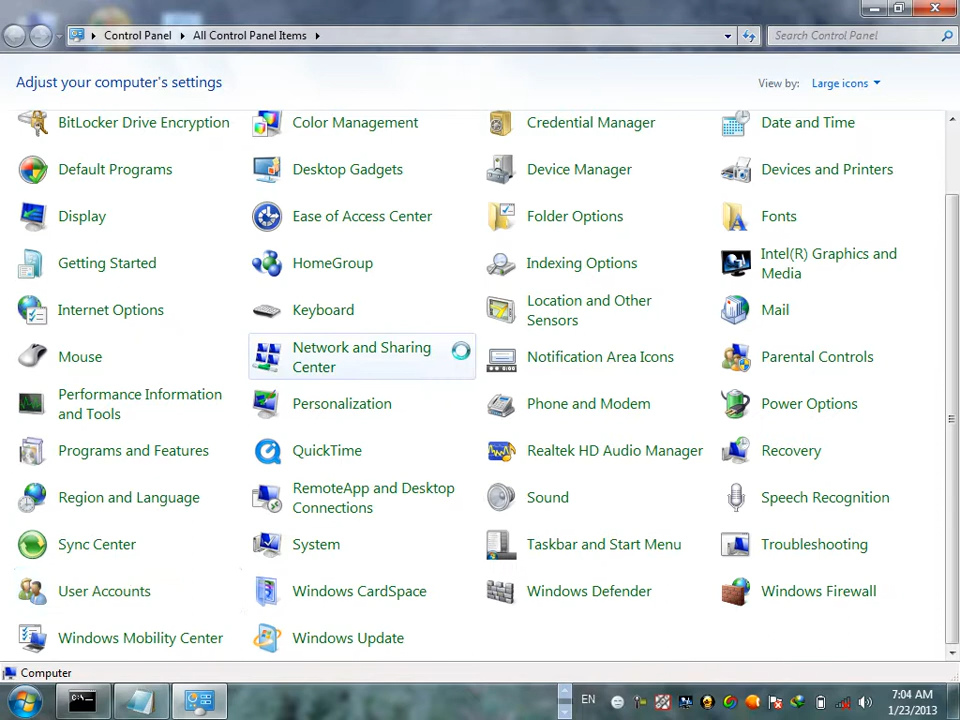 Control Panel All Control Panel Items Search Control Panel
Adjust your computer's settings View by: Large icons
BitLocker Drive Encryption Color Management Credential Manager Date and Time
Default Programs Desktop Gadgets Device Manager Devices and Printers
Display Ease of Access Center Folder Options Fonts
Getting Started HomeGroup Indexing Options Intel(R) Graphics and
Media
Internet Options Keyboard Location and Other
Sensors Mail
Mouse Network and Sharing
Center Notification Area Icons Parental Controls
Performance Information
and Tools Personalization Phone and Modem Power Options
Programs and Features QuickTime Realtek HD Audio Manager Recovery
Region and Language RemoteApp and Desktop
Connections Sound Speech Recognition
Sync Center System Taskbar and Start Menu Troubleshooting
User Accounts Windows CardSpace Windows Defender Windows Firewall
Windows Mobility Center Windows Update
Computer
C:\ EN 7:04 AM
1/23/2013